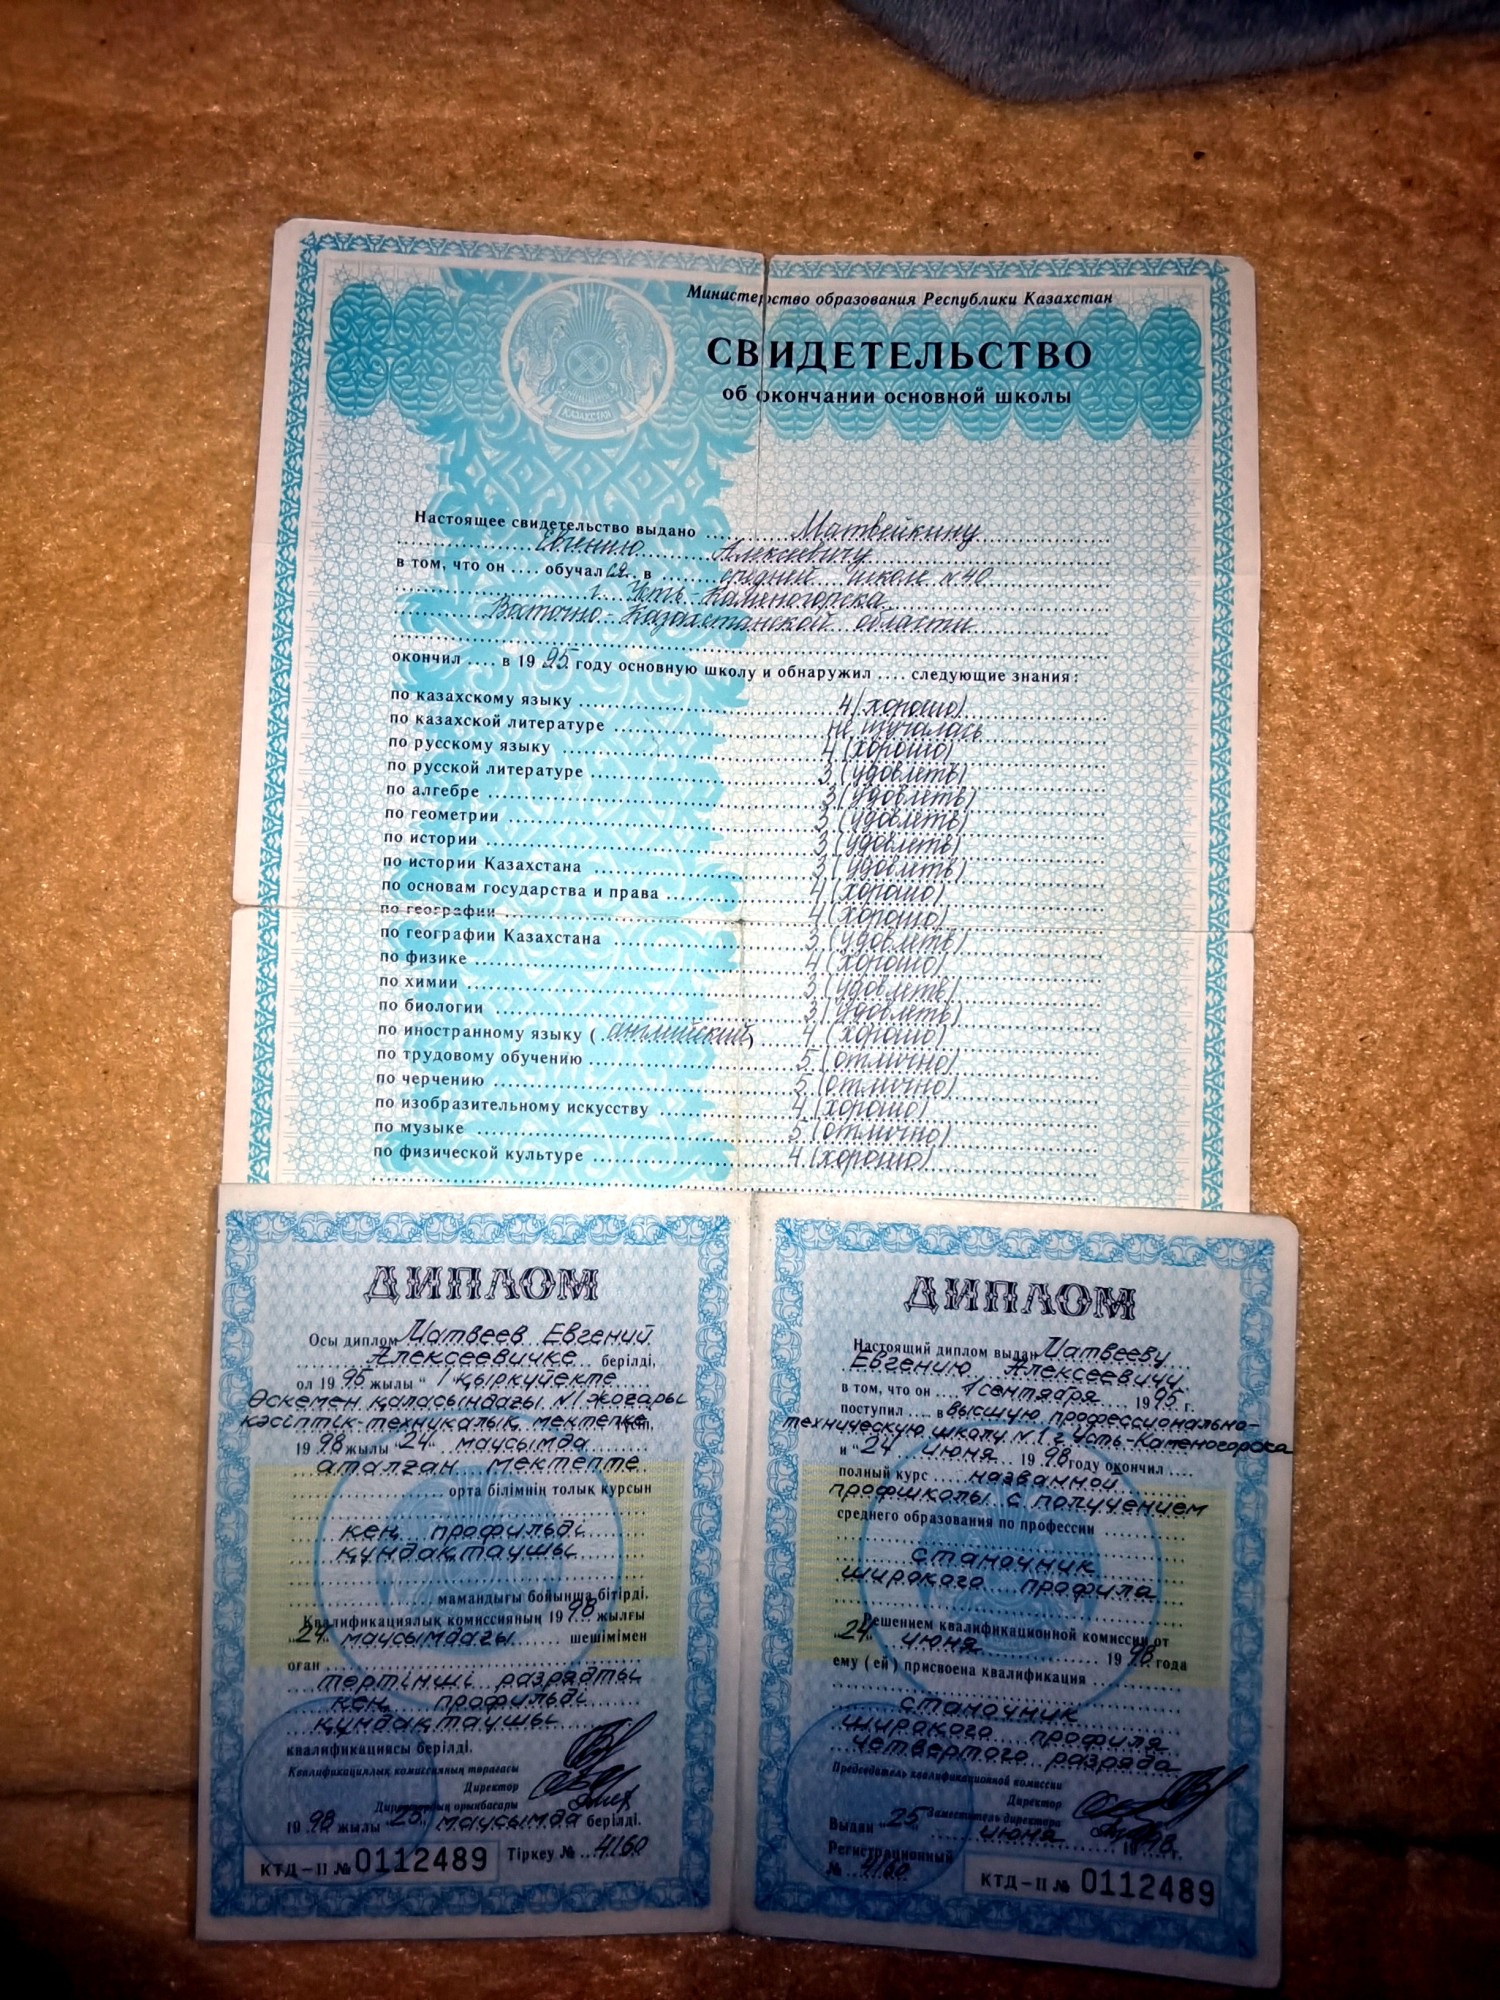 Министерство образования Республики Казахстан
СВИДЕТЕЛЬСТВО
об окончании основной школы
КАЗАХСТАН
Настоящее свидетельство выдано .... Матвейкину
Евгению Алексеевичу
в том, что он .... обучал в средней школе №40
г. Усть-Каменогорска
Восточно-Казахстанской области
окончил .... в 1995 году основную школу и обнаружил .... следующие знания:
по казахскому языку 4 (хорошо)
по казахской литературе не изучалась
по русскому языку 4 (хорошо)
по русской литературе 3 (удовлетв)
по алгебре 3 (удовлетв)
по геометрии 3 (удовлетв)
по истории 3 (удовлетв)
по истории Казахстана 3 (удовлетв)
по основам государства и права 4 (хорошо)
по географии 4 (хорошо)
по географии Казахстана 3 (удовлетв)
по физике 4 (хорошо)
по химии 3 (удовлетв)
по биологии 3 (удовлетв)
по иностранному языку (английский) 4 (хорошо)
по трудовому обучению 5 (отлично)
по черчению 5 (отлично)
по изобразительному искусству 4 (хорошо)
по музыке 5 (отлично)
по физической культуре 4 (хорошо)
ДИПЛОМ
Осы диплом Матвеев Евгений
Алексеевичке берілді,
ол 1995 жылы "1 қыркүйекте
Өскемен қаласындағы №1 жоғары
кәсіптік-техникалық мектепке
1998 жылы "24" маусымда
аталған мектепте
орта білімнің толық курсын
кең профильді
құндақтаушы
мамандығы бойынша бітірді.
Квалификациялық комиссияның 1998 жылғы
"24" маусымдағы шешімімен
оған
төртінші разрядты
кең профильді
құндақтаушы
квалификациясы берілді.
Квалификациялық комиссияның төрағасы
Директор
Директордың орынбасары
1998 жылы "25" маусымда берілді.
КТД-II № 0112489 Тіркеу № 4160
ДИПЛОМ
Настоящий диплом выдан Матвееву
Евгению Алексеевичу
в том, что он 1 сентября 1995 г.
поступил .... в высшую профессионально-
техническую школу №1 г. Усть-Каменогорска
и "24" июня 1998 году окончил ....
полный курс названной
профшколы с получением
среднего образования по профессии
станочник
широкого профиля
Решением квалификационной комиссии от
"24" июня 1998 года
ему (ей) присвоена квалификация
станочник
широкого профиля
четвертого разряда
Председатель квалификационной комиссии
Директор
Заместитель директора
Выдан "25" июня 1998 г.
Регистрационный
№ 4160
КТД-II № 0112489